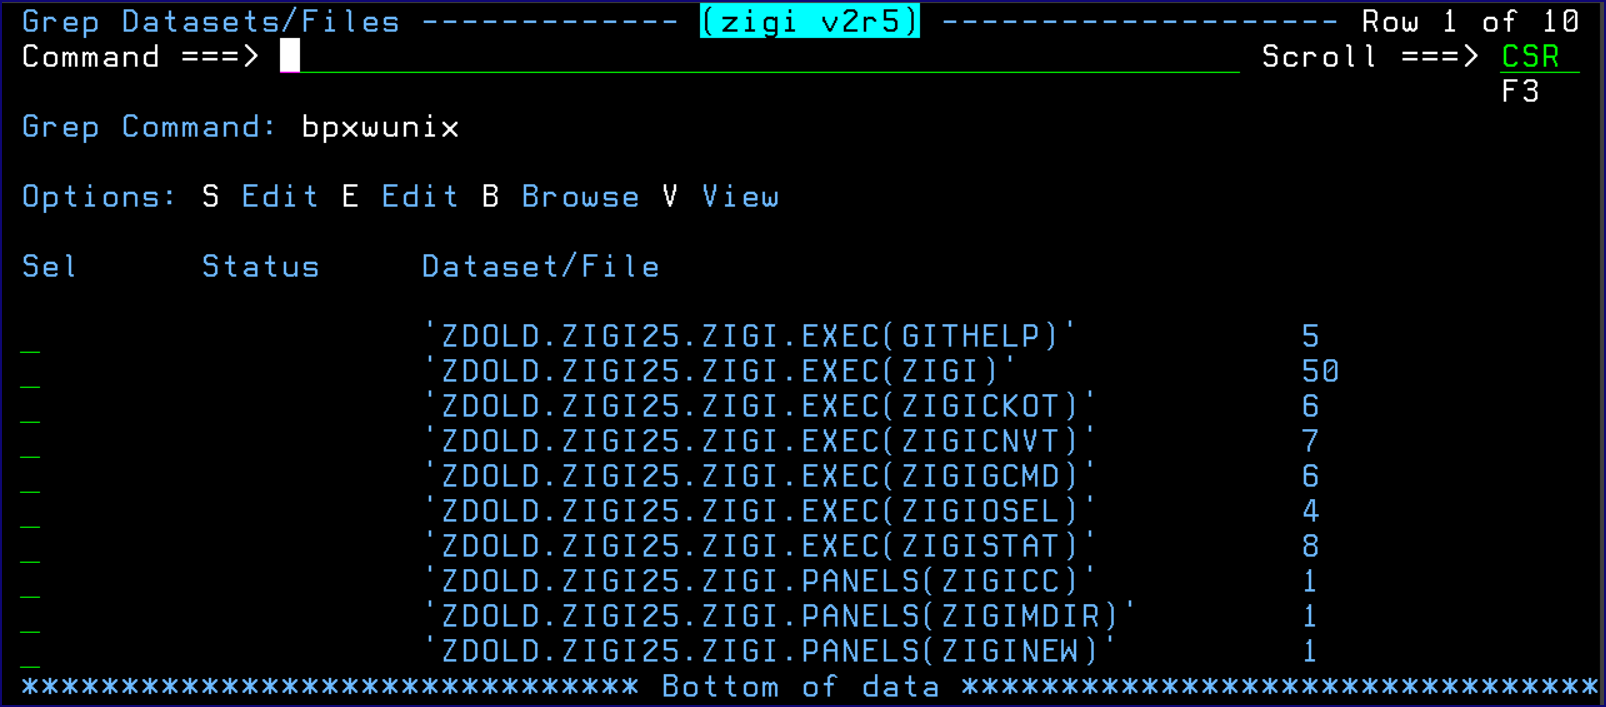 Grep Datasets/Files ------------- (zigi v2r5) -------------------- Row 1 of 10
Command ===> Scroll ===> CSR
F3
Grep Command: bpxwunix
Options: S Edit E Edit B Browse V View
Sel Status Dataset/File
_ 'ZDOLD.ZIGI25.ZIGI.EXEC(GITHELP)' 5
_ 'ZDOLD.ZIGI25.ZIGI.EXEC(ZIGI)' 50
_ 'ZDOLD.ZIGI25.ZIGI.EXEC(ZIGICKOT)' 6
_ 'ZDOLD.ZIGI25.ZIGI.EXEC(ZIGICNVT)' 7
_ 'ZDOLD.ZIGI25.ZIGI.EXEC(ZIGIGCMD)' 6
_ 'ZDOLD.ZIGI25.ZIGI.EXEC(ZIGIOSEL)' 4
_ 'ZDOLD.ZIGI25.ZIGI.EXEC(ZIGISTAT)' 8
_ 'ZDOLD.ZIGI25.ZIGI.PANELS(ZIGICC)' 1
_ 'ZDOLD.ZIGI25.ZIGI.PANELS(ZIGIMDIR)' 1
_ 'ZDOLD.ZIGI25.ZIGI.PANELS(ZIGINEW)' 1
******************************* Bottom of data ********************************